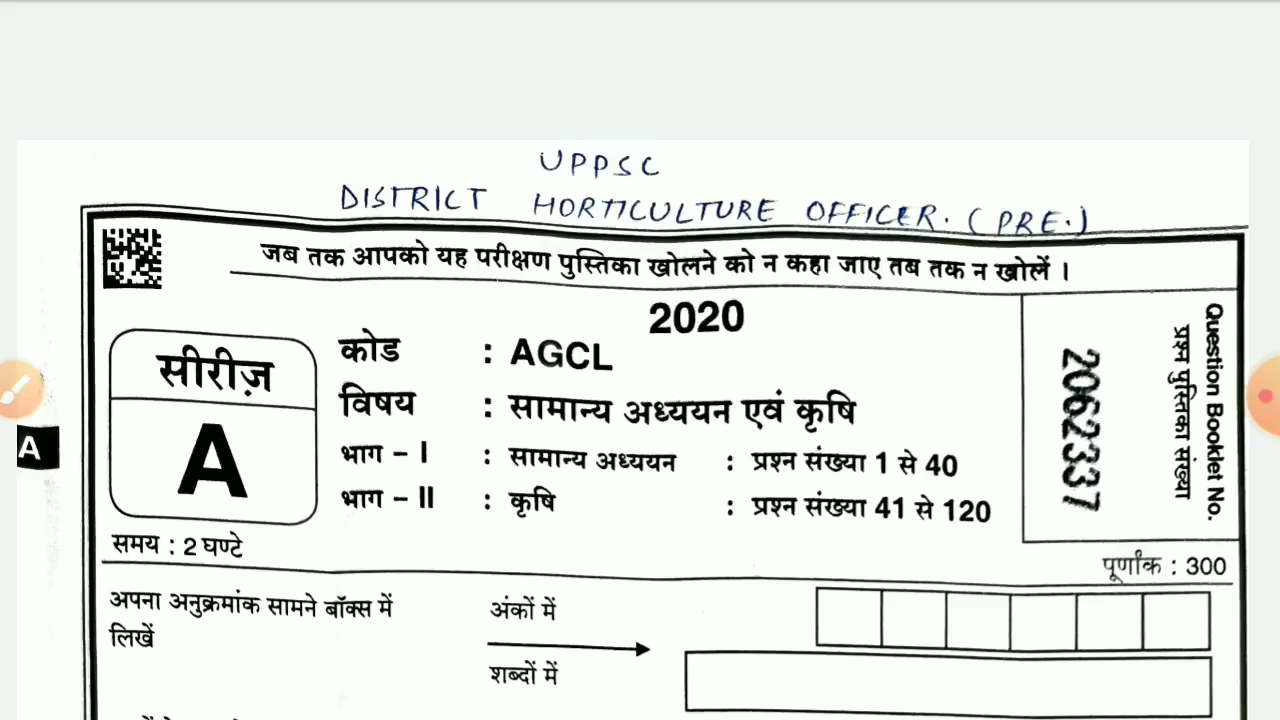 UPPSC
DISTRICT HORTICULTURE OFFICER. (PRE.)
जब तक आपको यह परीक्षण पुस्तिका खोलने को न कहा जाए तब तक न खोलें ।
2020
सीरीज़
A
कोड : AGCL
विषय : सामान्य अध्ययन एवं कृषि
भाग – I : सामान्य अध्ययन : प्रश्न संख्या 1 से 40
भाग – II : कृषि : प्रश्न संख्या 41 से 120
Question Booklet No.
प्रश्न पुस्तिका संख्या
2062337
A
समय : 2 घण्टे
पूर्णांक : 300
अपना अनुक्रमांक सामने बॉक्स में
लिखें
अंकों में
शब्दों में